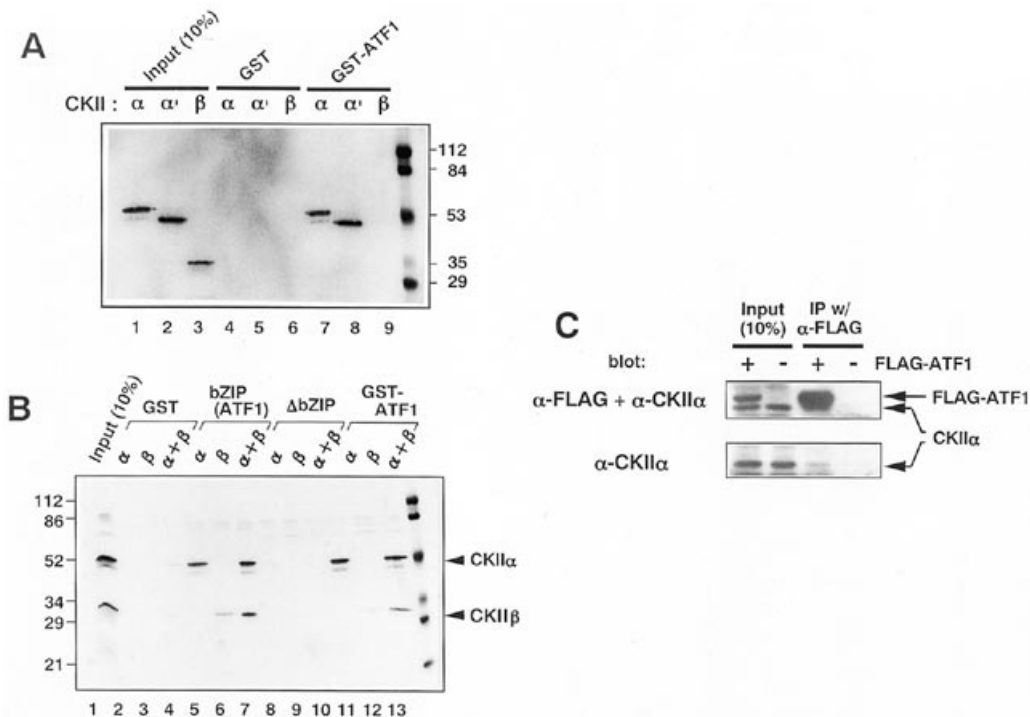 A
Input (10%)
GST
GST-ATF1
CKII : α α' β α α' β α α' β
112
84
53
35
29
1 2 3 4 5 6 7 8 9
B
Input (10%)
GST
bZIP
(ATF1)
ΔbZIP
GST-
ATF1
α β α+β α β α+β α β α+β α β α+β
112
86
52
34
29
21
CKIIα
CKIIβ
1 2 3 4 5 6 7 8 9 10 11 12 13
C
Input
(10%)
IP w/
α-FLAG
blot: + - + - FLAG-ATF1
α-FLAG + α-CKIIα
FLAG-ATF1
CKIIα
α-CKIIα